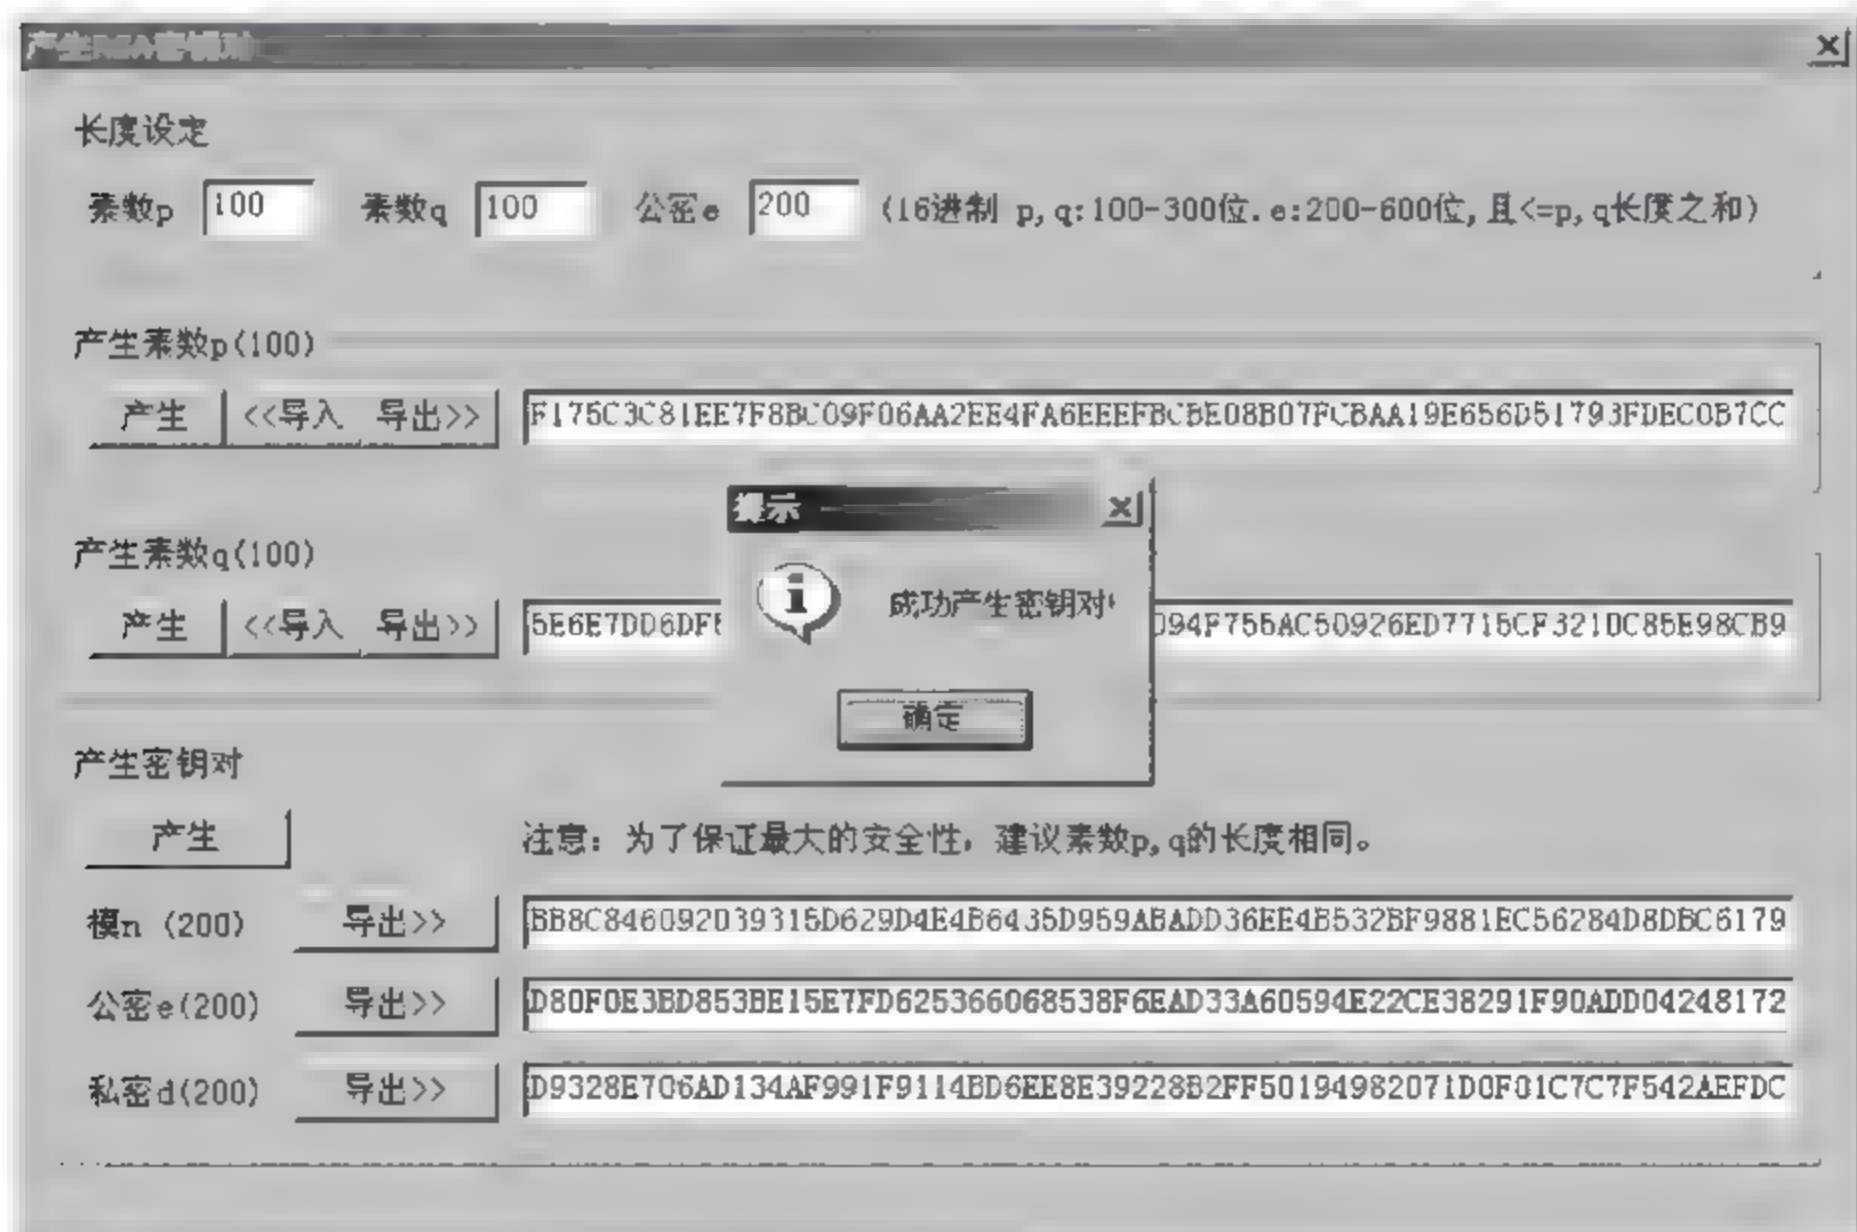 产生RSA密钥对
长度设定
素数p 100 素数q 100 公密e 200 (16进制 p,q:100-300位.e:200-600位,且<=p,q长度之和)
产生素数p(100)
产生 <<导入 导出>> F175C3C81EE7F8BC09F06AA2EE4FA6EEEFBCBE08B07FCBAA19E656D51793FDEC0B7CC
提示
产生素数q(100)
成功产生密钥对!
产生 <<导入 导出>> 5E6E7DD6DF 094F755AC50926ED7715CF321DC85E98CB9
确定
产生密钥对
产生 注意：为了保证最大的安全性，建议素数p,q的长度相同。
模n (200) 导出>> BB8C846092039315D629D4E4B6435D959ABADD36EE4B532BF9881EC56284D8DBC6179
公密e(200) 导出>> D80F0E3BD853BE15E7FD625366068538F6EAD33A60594E22CE38291F90ADD04248172
私密d(200) 导出>> D9328E706AD134AF991F9114BD6EE8E39228B2FF50194982071D0F01C7C7F542AEFDC